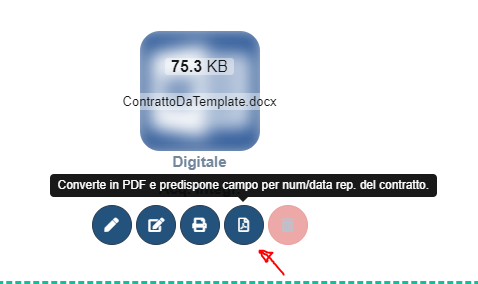 75.3 KB
ContrattoDaTemplate.docx
Digitale
Converte in PDF e predispone campo per num/data rep. del contratto.